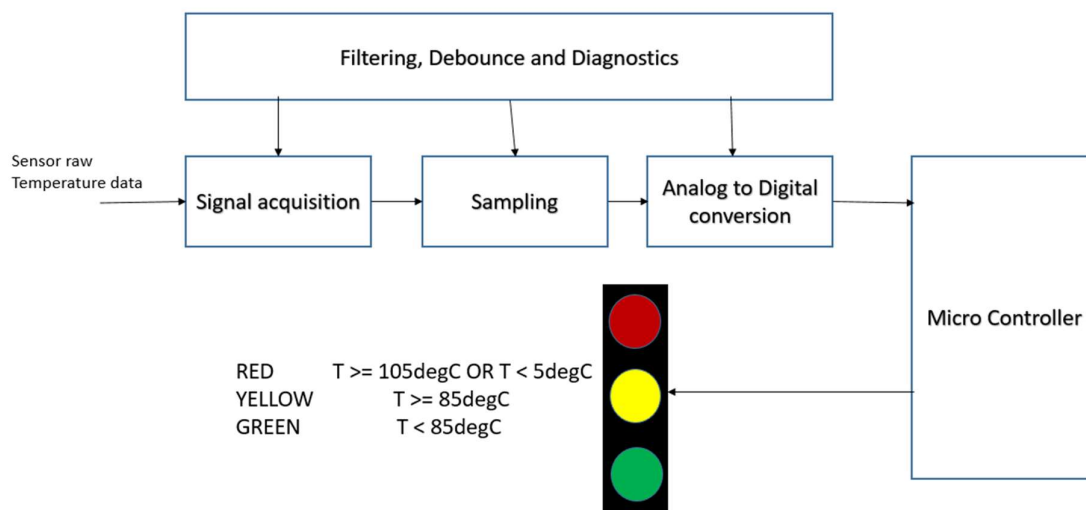 Filtering, Debounce and Diagnostics
Sensor raw
Temperature data
Signal acquisition
Sampling
Analog to Digital
conversion
Micro Controller
RED T >= 105degC OR T < 5degC
YELLOW T >= 85degC
GREEN T < 85degC